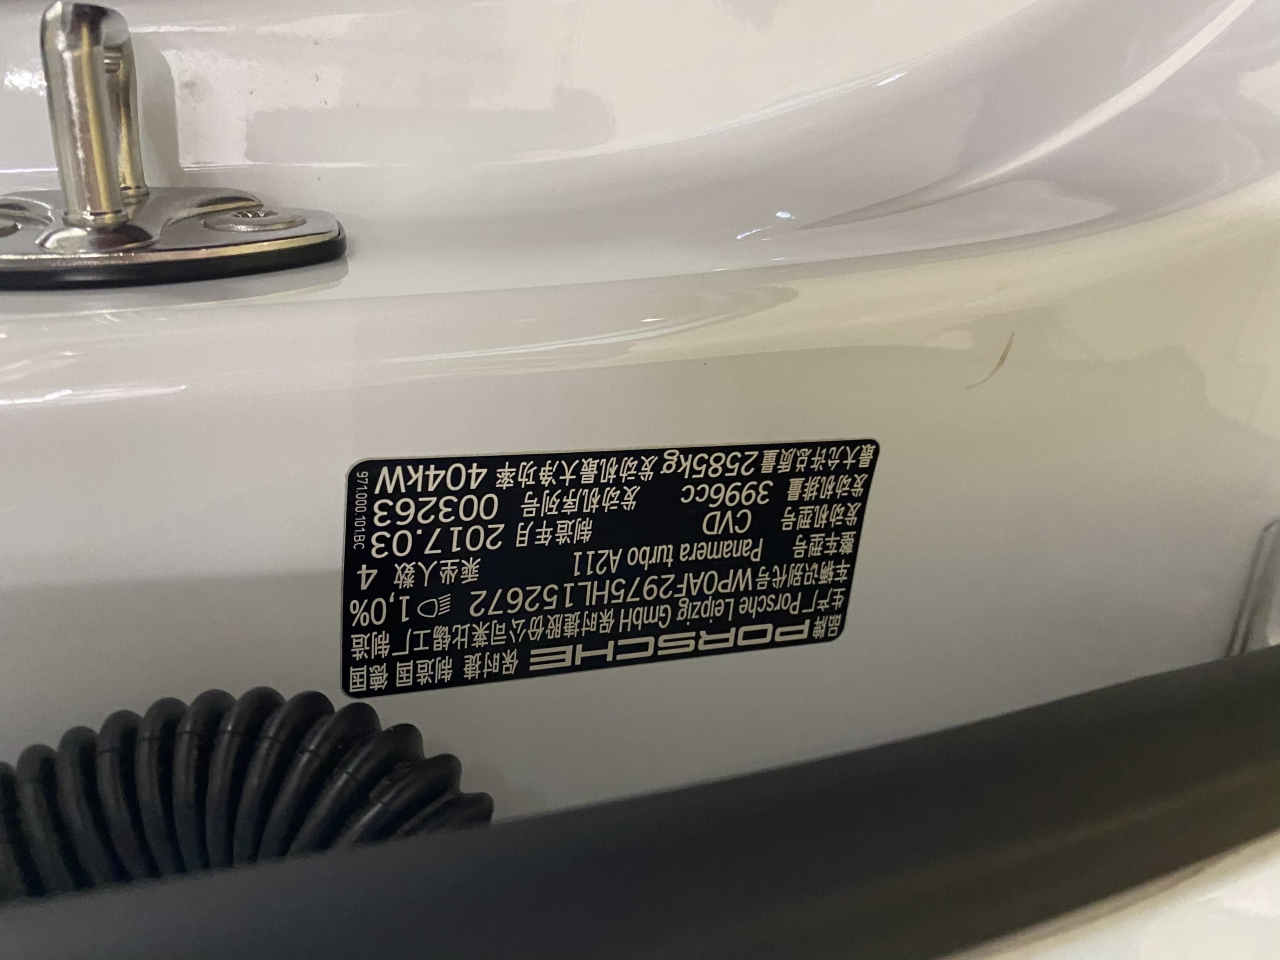 品牌 PORSCHE 保时捷 制造国 德国
生产厂 Porsche Leipzig GmbH 保时捷股份公司莱比锡工厂 制造
车辆识别代号 WP0AF2975HL152672 1,0%
整车型号 Panamera turbo A211 乘坐人数 4
发动机型号 CVD 制造年月 2017.03
发动机排量 3996cc 发动机序列号 003263
最大允许总质量 2585kg 发动机最大净功率 404kW
971.000.101.BC